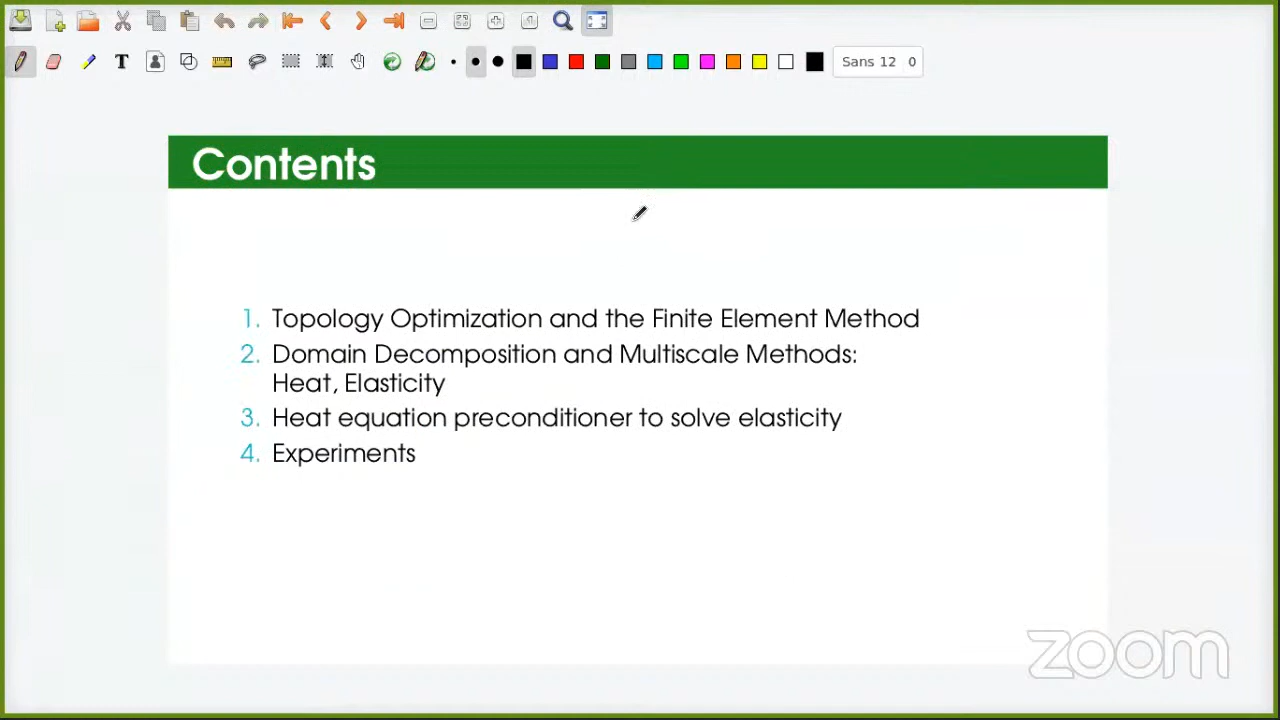 T
Sans 12 0
Contents
1. Topology Optimization and the Finite Element Method
2. Domain Decomposition and Multiscale Methods:
Heat, Elasticity
3. Heat equation preconditioner to solve elasticity
4. Experiments
zoom